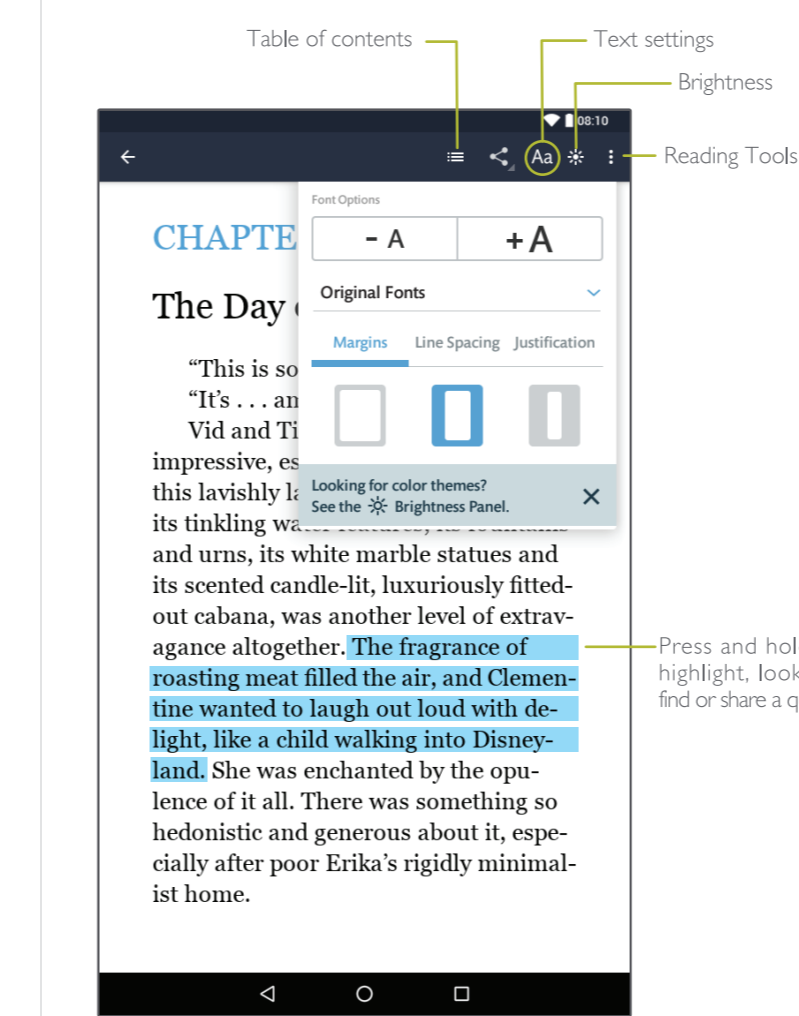 Table of contents
Text settings
Brightness
08:10
Aa
Reading Tools
Font Options
- A
+ A
CHAPTE
Original Fonts
The Day
Margins Line Spacing Justification
“This is so
“It’s . . . an
Vid and Ti
impressive, es
this lavishly la
Looking for color themes?
See the Brightness Panel.
its tinkling
and urns, its white marble statues and
its scented candle-lit, luxuriously fitted-
out cabana, was another level of extrav-
agance altogether. The fragrance of
roasting meat filled the air, and Clemen-
tine wanted to laugh out loud with de-
light, like a child walking into Disney-
land. She was enchanted by the opu-
lence of it all. There was something so
hedonistic and generous about it, espe-
cially after poor Erika’s rigidly minimal-
ist home.
Press and hol
highlight, look
find or share a q